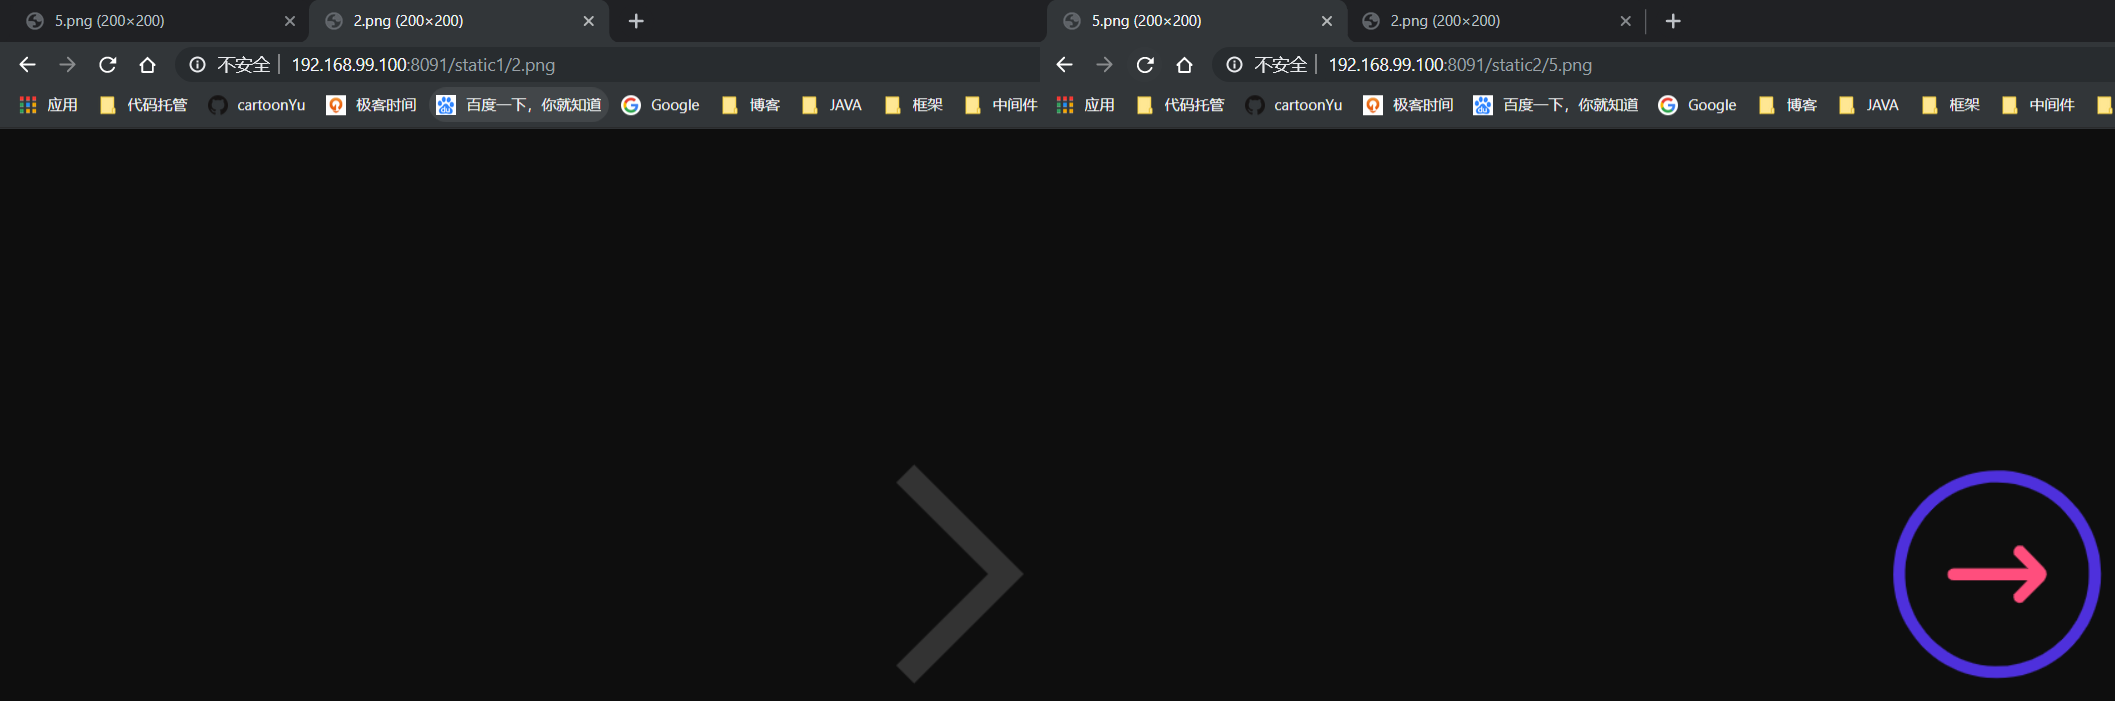 5.png (200×200)
2.png (200×200)
不安全 192.168.99.100:8091/static1/2.png
应用 代码托管 cartoonYu 极客时间 百度一下，你就知道 Google 博客 JAVA 框架 中间件
5.png (200×200)
2.png (200×200)
不安全 192.168.99.100:8091/static2/5.png
应用 代码托管 cartoonYu 极客时间 百度一下，你就知道 Google 博客 JAVA 框架 中间件